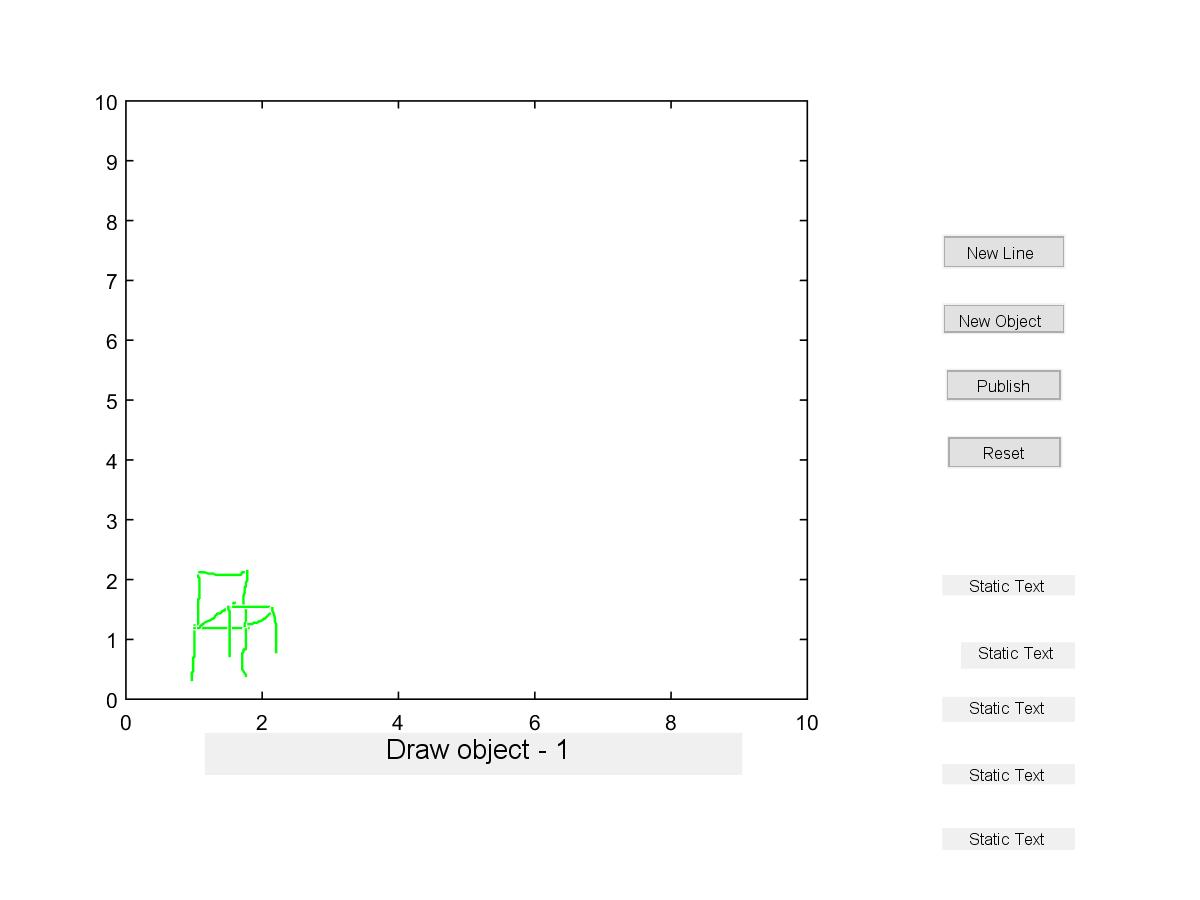 10
9
8
7
6
5
4
3
2
1
0
0 2 4 6 8 10
Draw object - 1
New Line
New Object
Publish
Reset
Static Text
Static Text
Static Text
Static Text
Static Text